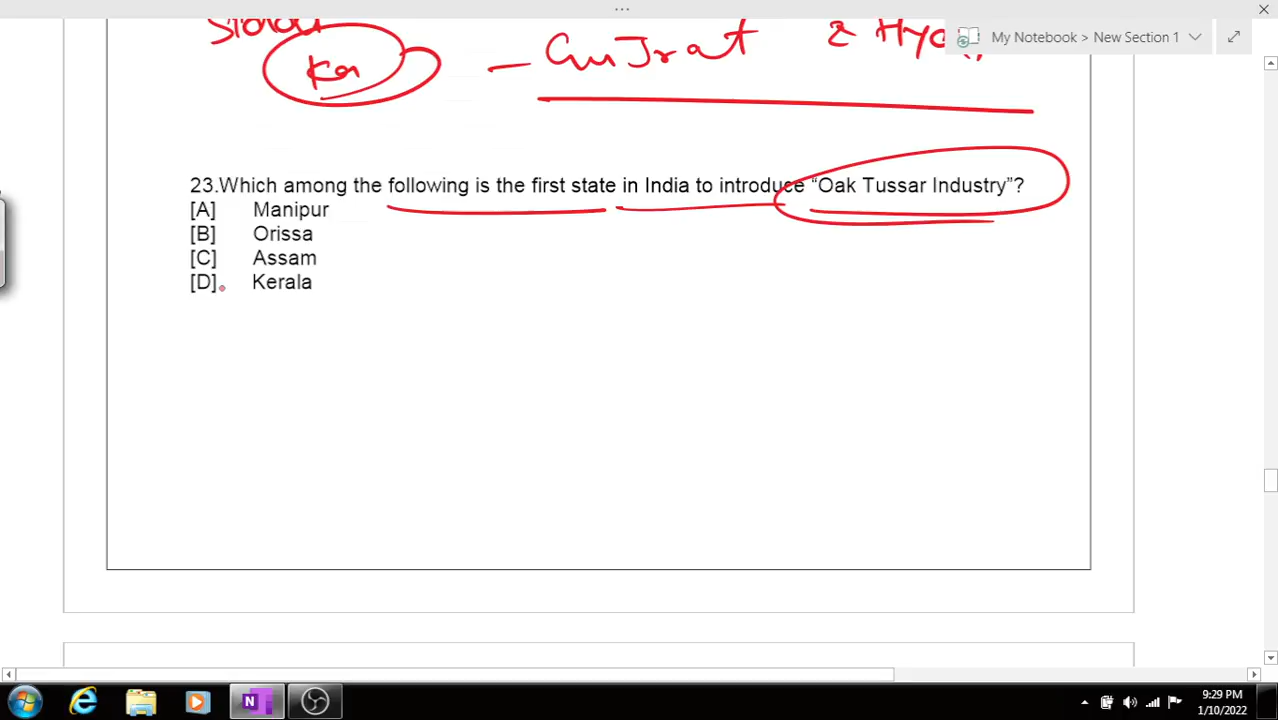 ...
My Notebook > New Section 1
Ka - Gujrat
23.Which among the following is the first state in India to introduce “Oak Tussar Industry”?
[A] Manipur
[B] Orissa
[C] Assam
[D] Kerala
9:29 PM
1/10/2022